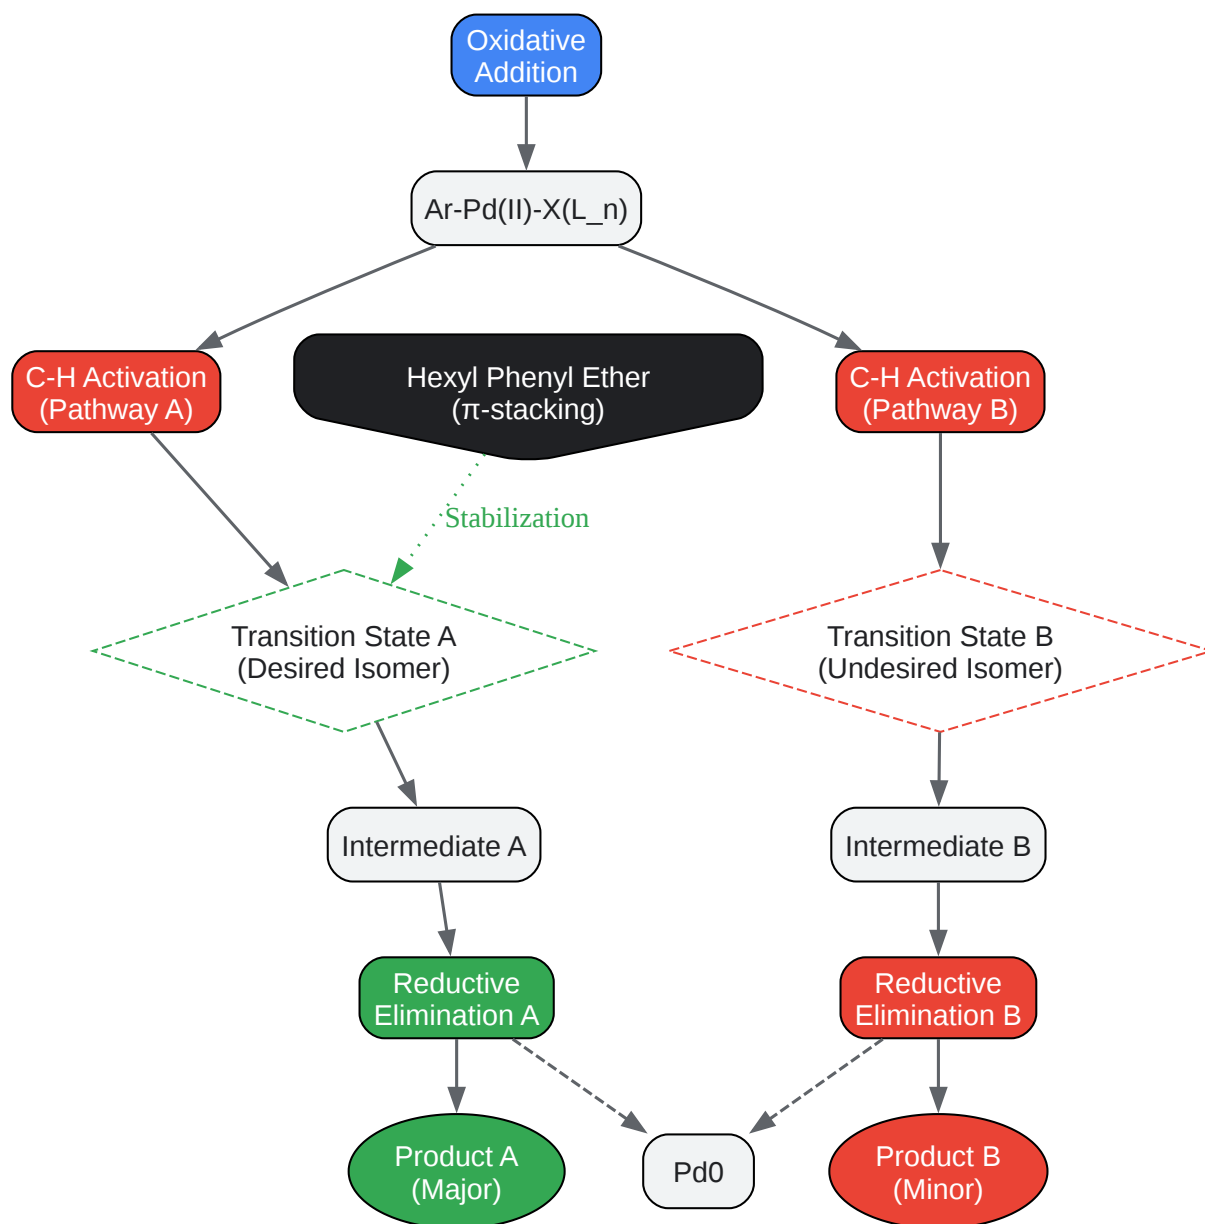 Oxidative
Addition
Ar-Pd(II)-X(L_n)
C-H Activation
(Pathway A)
Hexyl Phenyl Ether
(π-stacking)
C-H Activation
(Pathway B)
Stabilization
Transition State A
(Desired Isomer)
Transition State B
(Undesired Isomer)
Intermediate A
Intermediate B
Reductive
Elimination A
Reductive
Elimination B
Product A
(Major)
Pd0
Product B
(Minor)